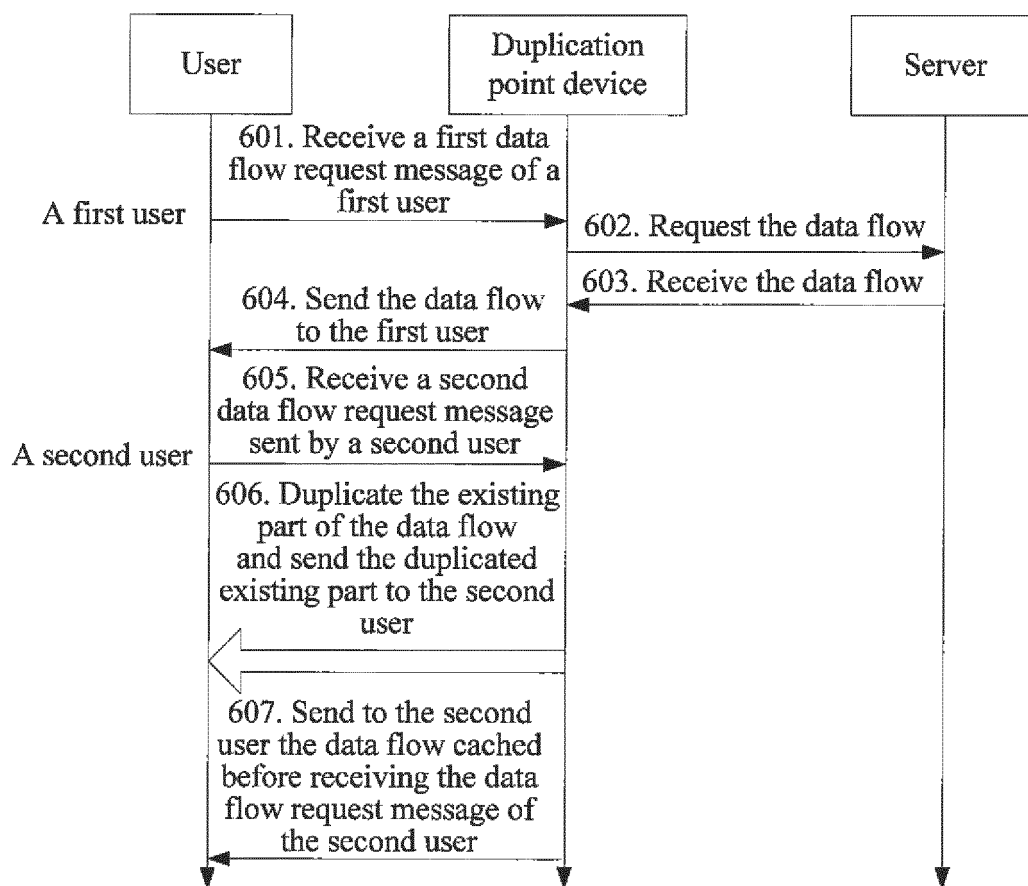 User
Duplication
point device
Server
601. Receive a first data
flow request message of a
first user
A first user
602. Request the data flow
603. Receive the data flow
604. Send the data flow
to the first user
605. Receive a second
data flow request message
sent by a second user
A second user
606. Duplicate the existing
part of the data flow
and send the duplicated
existing part to the second
user
607. Send to the second
user the data flow cached
before receiving the data
flow request message of
the second user